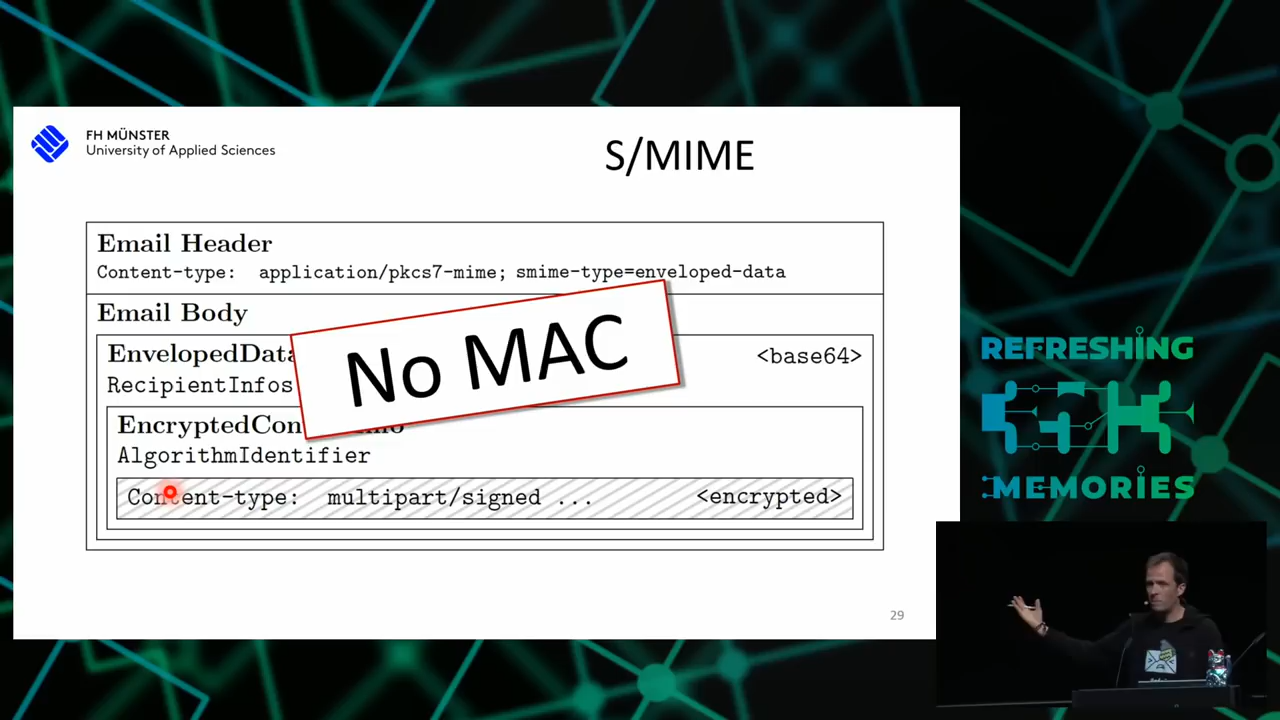 FH MÜNSTER
University of Applied Sciences
S/MIME
Email Header
Content-type: application/pkcs7-mime; smime-type=enveloped-data
Email Body
EnvelopedData
<base64>
RecipientInfos
No MAC
AlgorithmIdentifier
Content-type: multipart/signed ...
<encrypted>
29
REFRESHING
35C3
MEMORIES